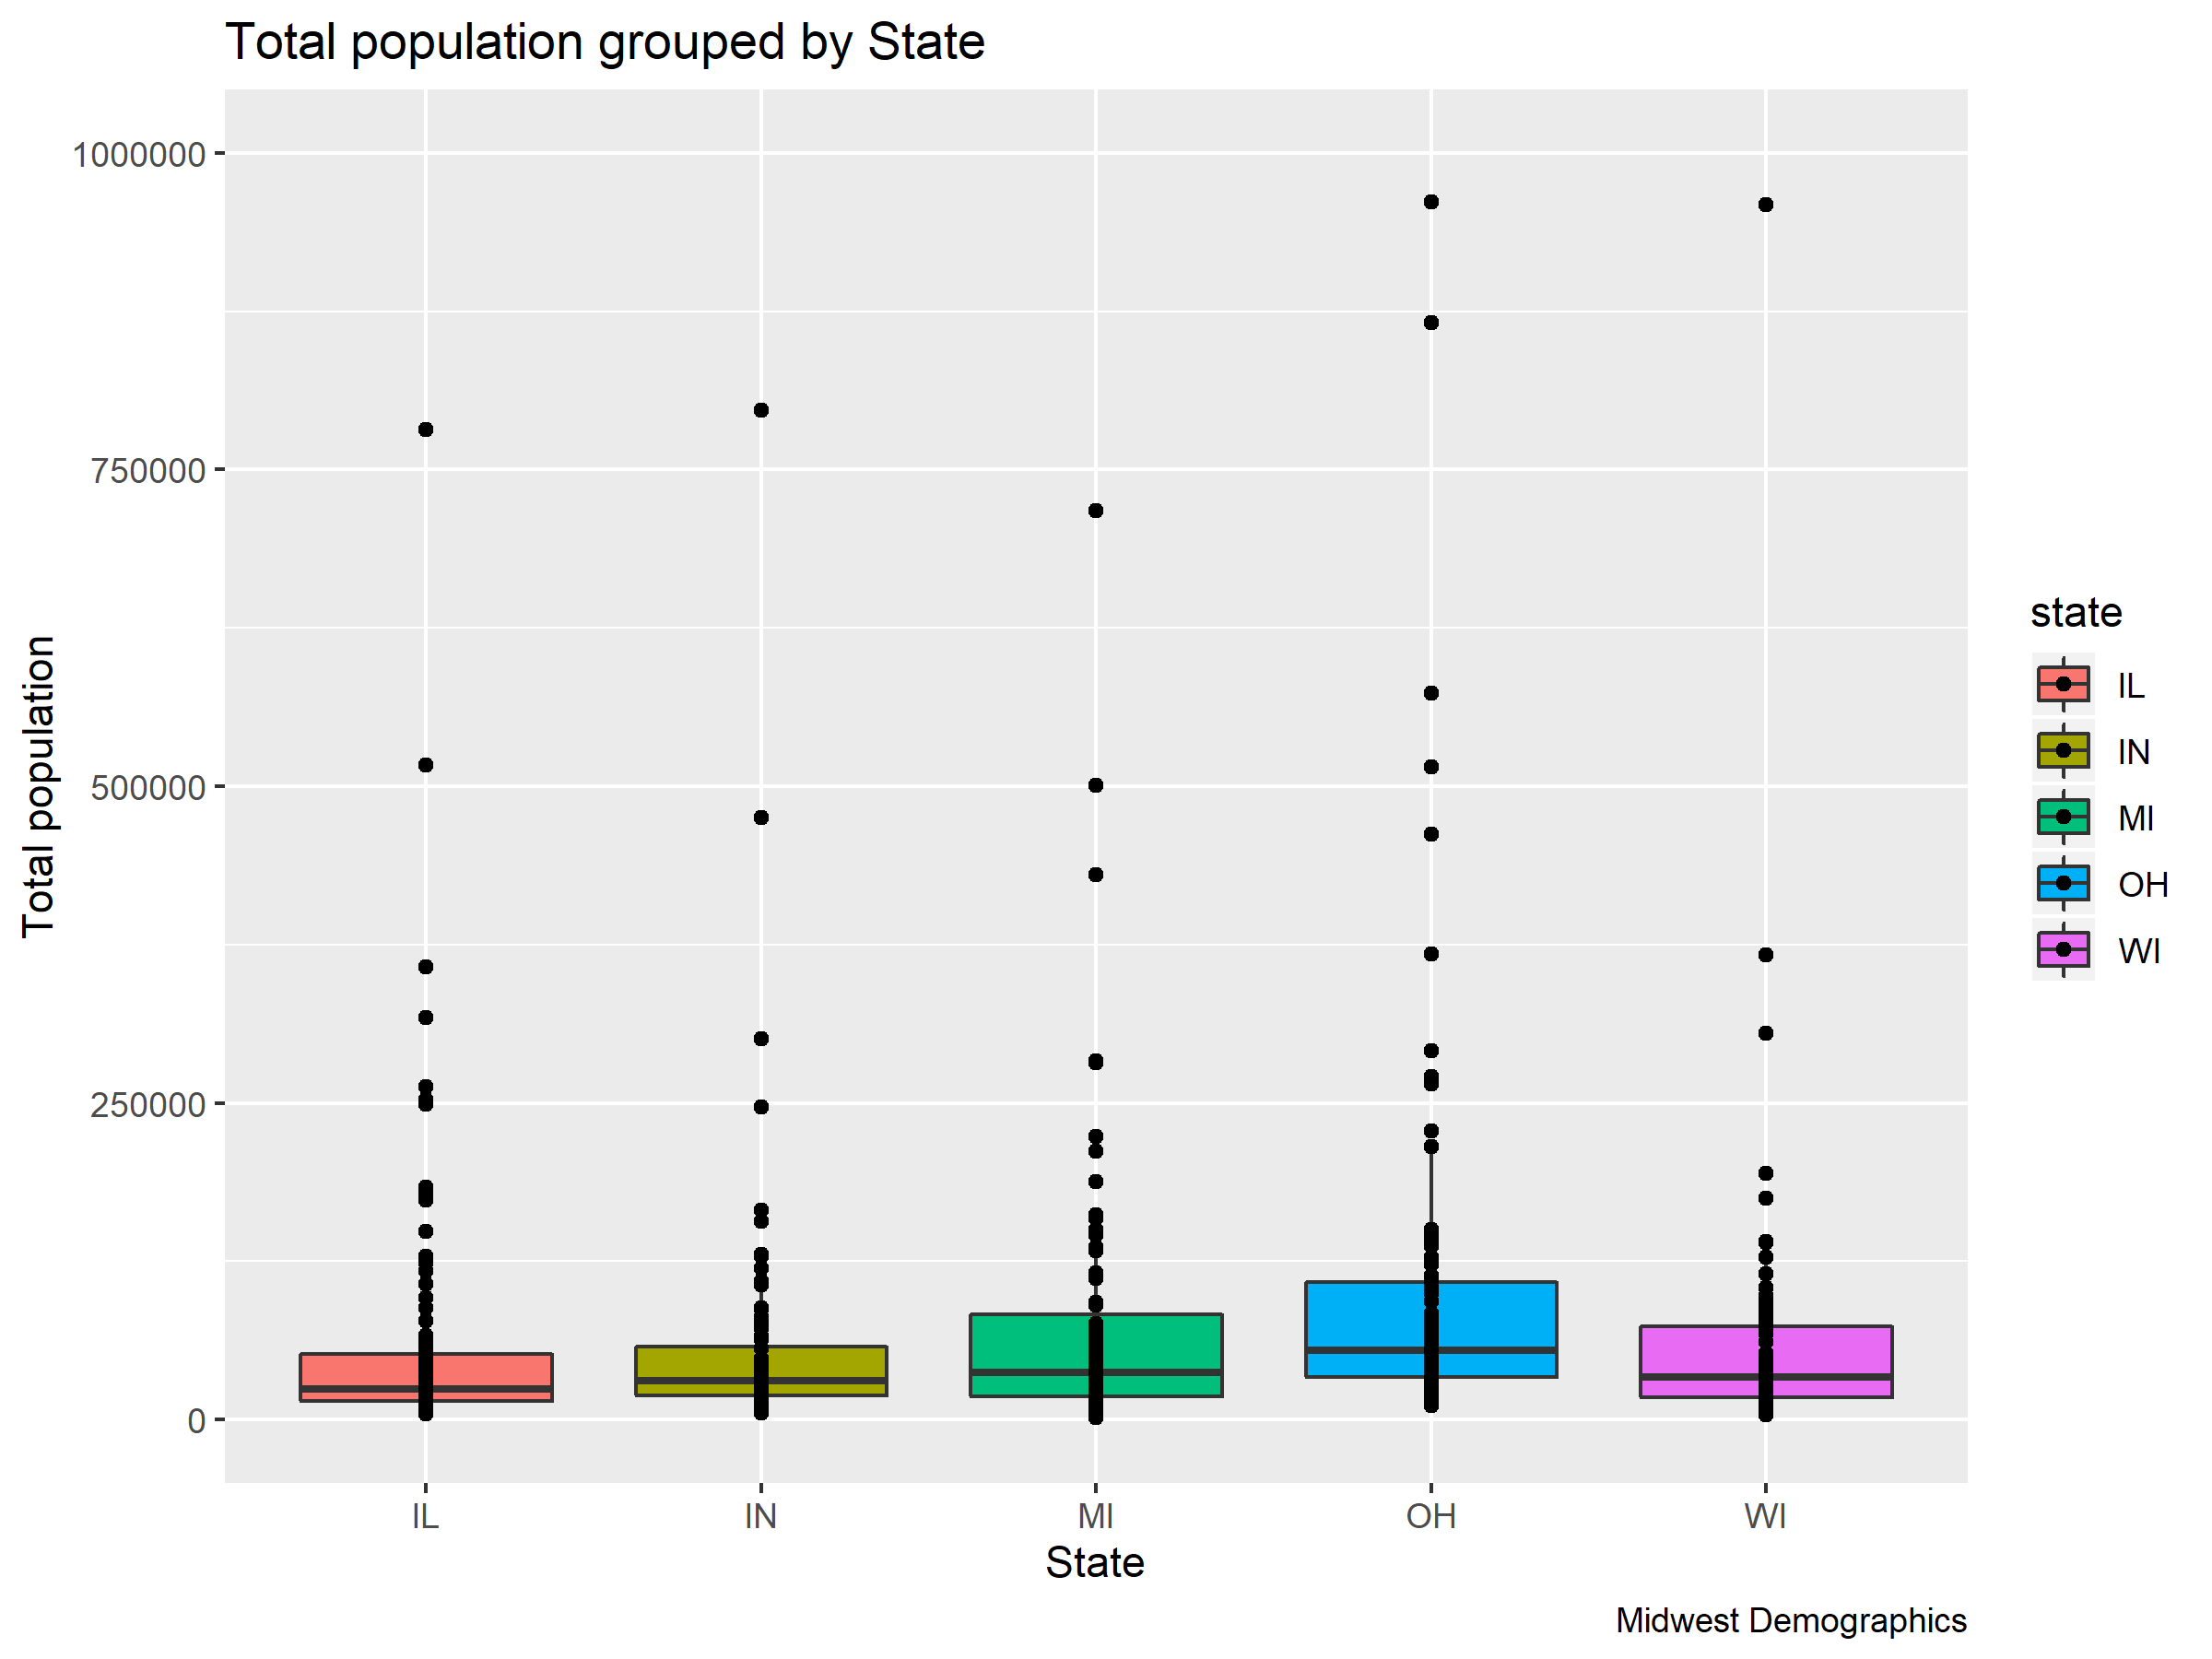 Total population grouped by State
Total population
1000000
750000
500000
250000
0
IL IN MI OH WI
State
state
IL
IN
MI
OH
WI
Midwest Demographics